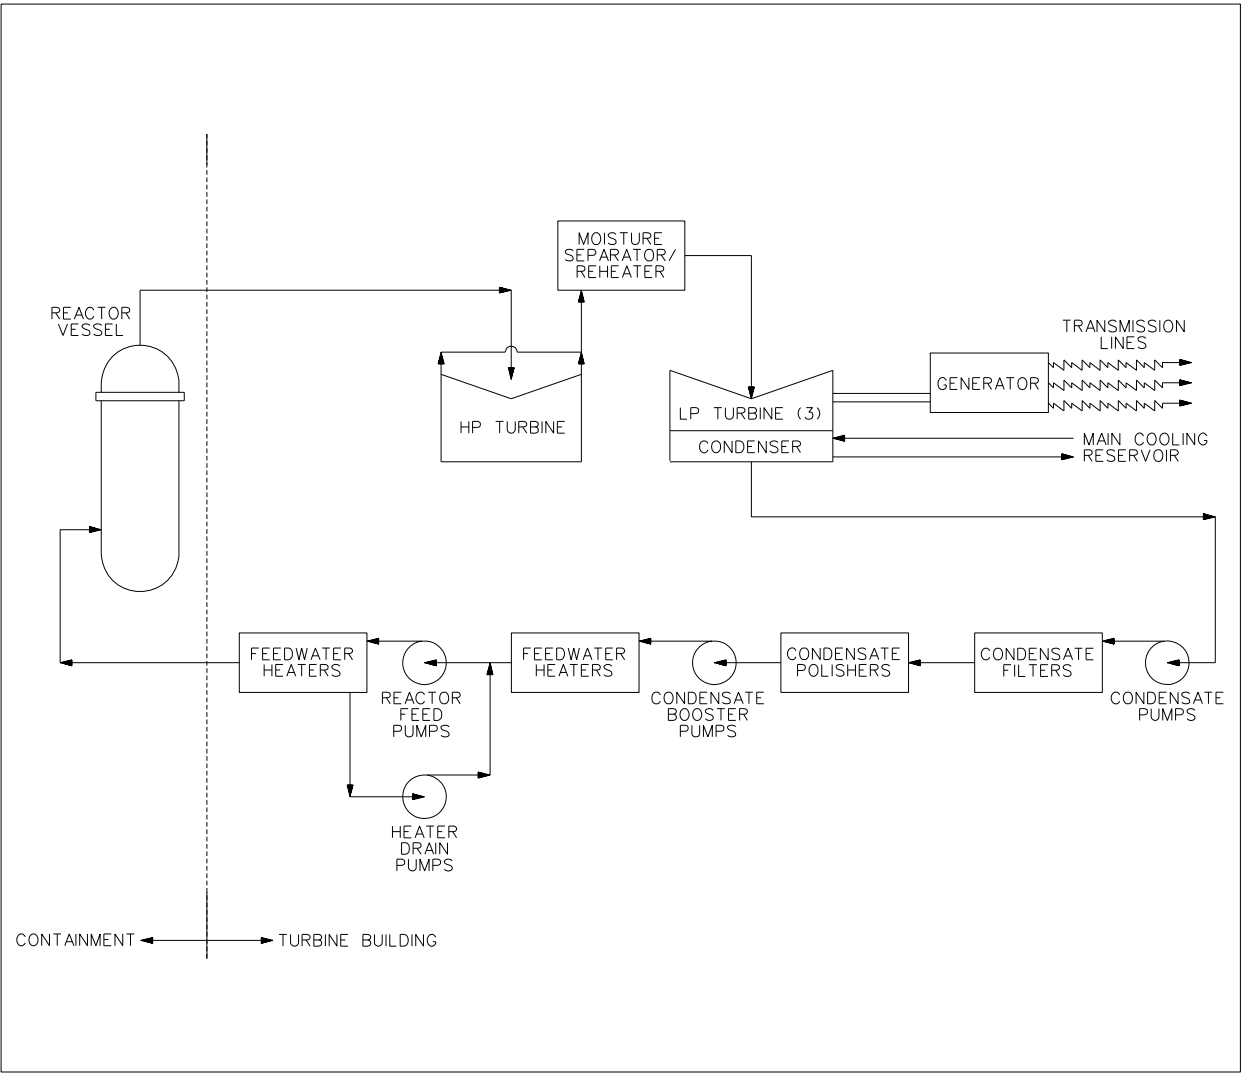 MOISTURE
SEPARATOR/
REHEATER
REACTOR
VESSEL
TRANSMISSION
LINES
GENERATOR
HP TURBINE
LP TURBINE (3)
CONDENSER
MAIN COOLING
RESERVOIR
FEEDWATER
HEATERS
REACTOR
FEED
PUMPS
FEEDWATER
HEATERS
CONDENSATE
BOOSTER
PUMPS
CONDENSATE
POLISHERS
CONDENSATE
FILTERS
CONDENSATE
PUMPS
HEATER
DRAIN
PUMPS
CONTAINMENT
TURBINE BUILDING